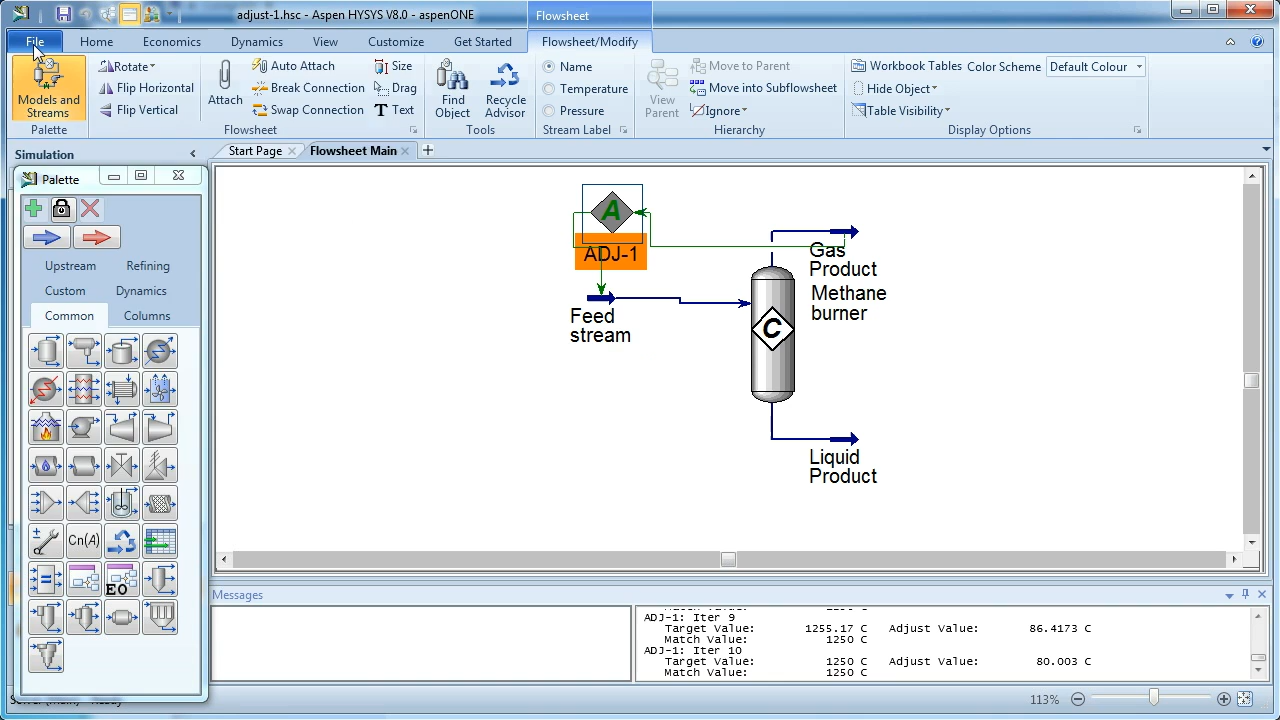 adjust-1.hsc - Aspen HYSYS V8.0 - aspenONE
Flowsheet
File
Home
Economics
Dynamics
View
Customize
Get Started
Flowsheet/Modify
Models and
Streams
Palette
Rotate
Flip Horizontal
Flip Vertical
Attach
Auto Attach
Break Connection
Swap Connection
Size
Drag
Text
Flowsheet
Find
Object
Recycle
Advisor
Tools
Name
Temperature
Pressure
Stream Label
View
Parent
Move to Parent
Move into Subflowsheet
Ignore
Hierarchy
Workbook Tables
Color Scheme
Default Colour
Hide Object
Table Visibility
Display Options
Simulation
Start Page
Flowsheet Main
Palette
Upstream
Refining
Custom
Dynamics
Common
Columns
Cn(A)
EO
A
ADJ-1
Feed
stream
Gas
Product
Methane
burner
C
Liquid
Product
Messages
ADJ-1: Iter 9
Target Value: 1255.17 C Adjust Value: 86.4173 C
Match Value: 1250 C
ADJ-1: Iter 10
Target Value: 1250 C Adjust Value: 80.003 C
Match Value: 1250 C
113%